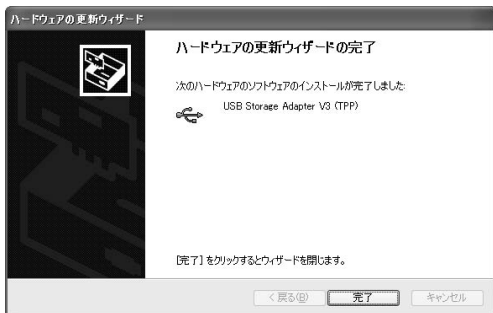 ハードウェアの更新ウィザード
ハードウェアの更新ウィザードの完了
次のハードウェアのソフトウェアのインストールが完了しました:
USB Storage Adapter V3 (TPP)
[完了] をクリックするとウィザードを閉じます。
< 戻る(B)
完了
キャンセル